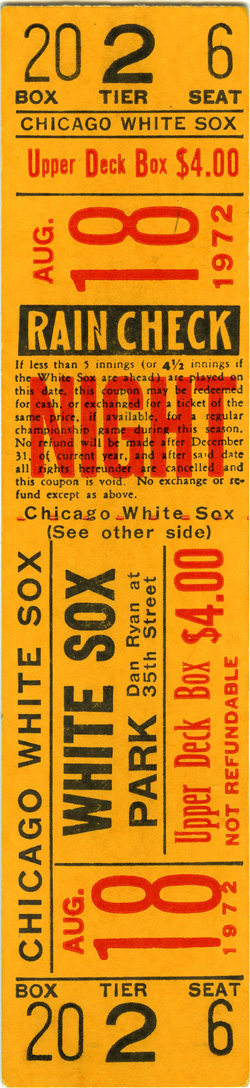 20 2 6
BOX TIER SEAT
CHICAGO WHITE SOX
Upper Deck Box $4.00
AUG. 18 1972
RAIN CHECK
If less than 5 innings (or 4½ innings if
the White Sox are ahead) are played on
this date, this coupon may be redeemed
for cash, or exchanged for a ticket of the
same price, if available, for a regular
championship game during this season.
No refund will be made after December
31, of current year, and after said date
all rights hereunder are cancelled and
this coupon is void. No exchange or re-
fund except as above.
NIGHT
Chicago White Sox
(See other side)
CHICAGO WHITE SOX
WHITE SOX
PARK
Dan Ryan at
35th Street
Upper Deck Box $4.00
NOT REFUNDABLE
AUG. 18 1972
BOX TIER SEAT
20 2 6